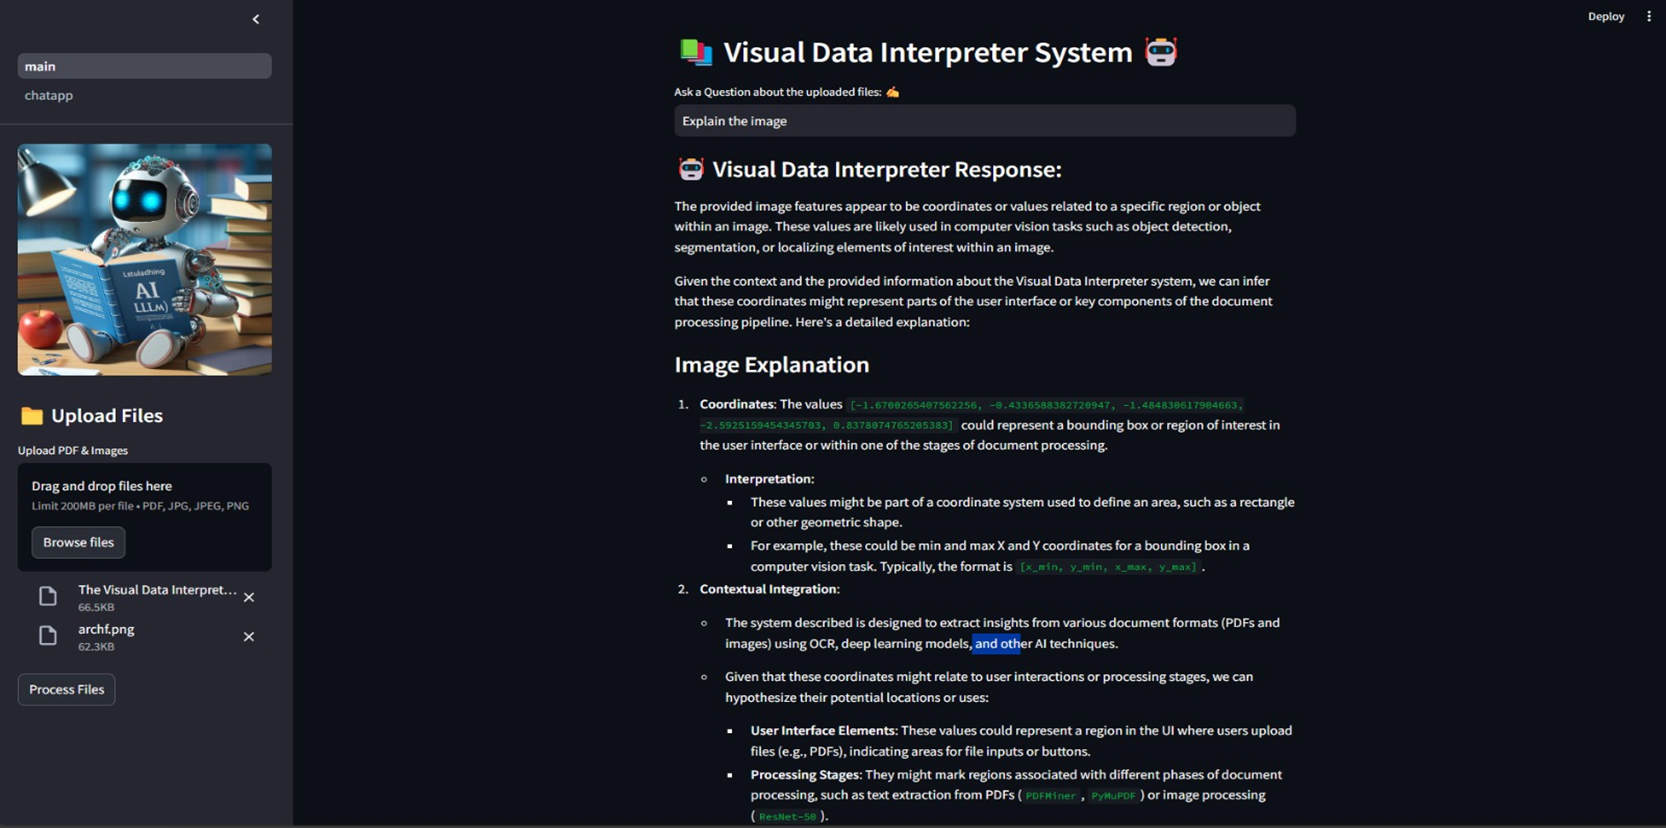 Deploy
main
chatapp
AI
LLM)
Upload Files
Upload PDF & Images
Drag and drop files here
Limit 200MB per file • PDF, JPG, JPEG, PNG
Browse files
The Visual Data Interpret...
66.5KB
archf.png
62.3KB
Process Files
Visual Data Interpreter System
Ask a Question about the uploaded files:
Explain the image
Visual Data Interpreter Response:
The provided image features appear to be coordinates or values related to a specific region or object
within an image. These values are likely used in computer vision tasks such as object detection,
segmentation, or localizing elements of interest within an image.
Given the context and the provided information about the Visual Data Interpreter system, we can infer
that these coordinates might represent parts of the user interface or key components of the document
processing pipeline. Here's a detailed explanation:
Image Explanation
1. Coordinates: The values [-1.6700265407562256, -0.4336588382720947, -1.484830617904663,
-2.5925159454345703, 0.8378074765205383] could represent a bounding box or region of interest in
the user interface or within one of the stages of document processing.
Interpretation:
These values might be part of a coordinate system used to define an area, such as a rectangle
or other geometric shape.
For example, these could be min and max X and Y coordinates for a bounding box in a
computer vision task. Typically, the format is [x_min, y_min, x_max, y_max].
2. Contextual Integration:
The system described is designed to extract insights from various document formats (PDFs and
images) using OCR, deep learning models, and other AI techniques.
Given that these coordinates might relate to user interactions or processing stages, we can
hypothesize their potential locations or uses:
User Interface Elements: These values could represent a region in the UI where users upload
files (e.g., PDFs), indicating areas for file inputs or buttons.
Processing Stages: They might mark regions associated with different phases of document
processing, such as text extraction from PDFs (PDFMiner, PyMuPDF) or image processing
(ResNet-50).